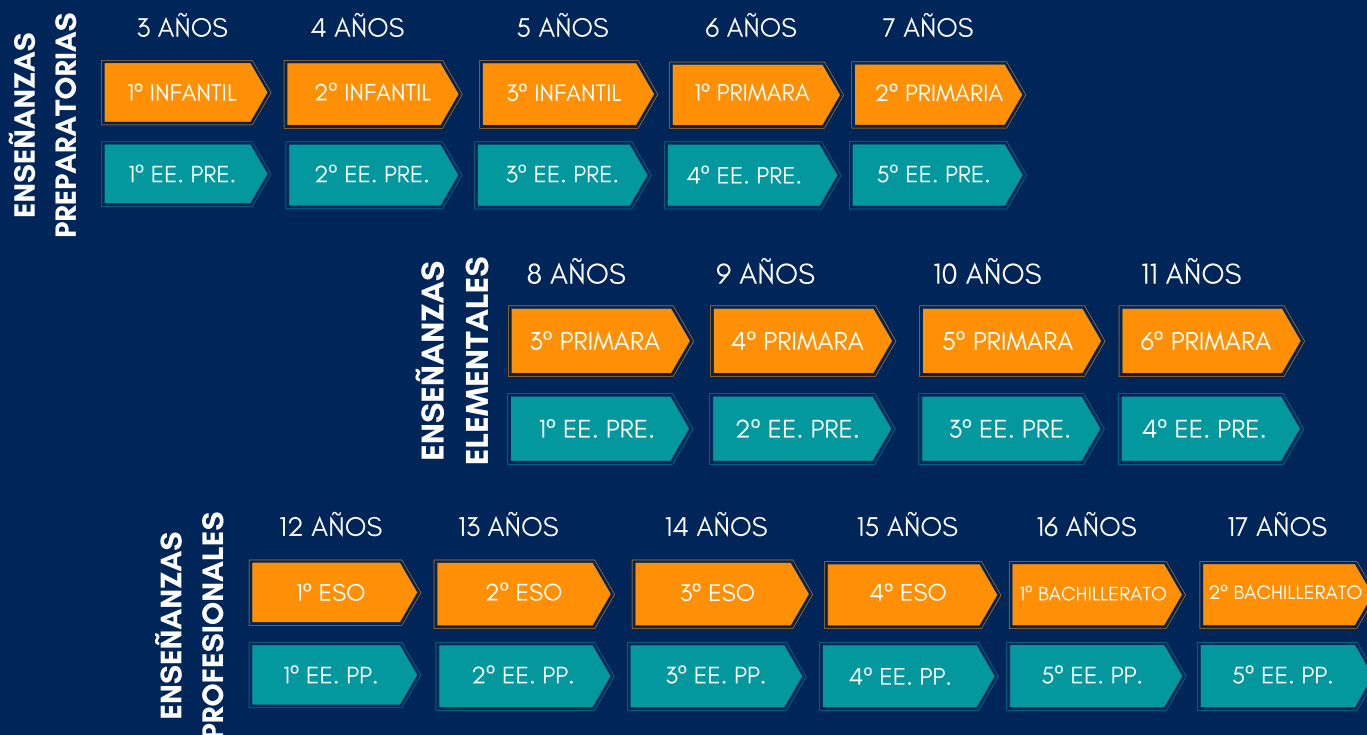 ENSEÑANZAS
PREPARATORIAS
3 AÑOS
4 AÑOS
5 AÑOS
6 AÑOS
7 AÑOS
1º INFANTIL
2º INFANTIL
3º INFANTIL
1º PRIMARA
2º PRIMARIA
1º EE. PRE.
2º EE. PRE.
3º EE. PRE.
4º EE. PRE.
5º EE. PRE.
ENSEÑANZAS
ELEMENTALES
8 AÑOS
9 AÑOS
10 AÑOS
11 AÑOS
3º PRIMARA
4º PRIMARA
5º PRIMARA
6º PRIMARA
1º EE. PRE.
2º EE. PRE.
3º EE. PRE.
4º EE. PRE.
ENSEÑANZAS
PROFESIONALES
12 AÑOS
13 AÑOS
14 AÑOS
15 AÑOS
16 AÑOS
17 AÑOS
1º ESO
2º ESO
3º ESO
4º ESO
1º BACHILLERATO
2º BACHILLERATO
1º EE. PP.
2º EE. PP.
3º EE. PP.
4º EE. PP.
5º EE. PP.
5º EE. PP.